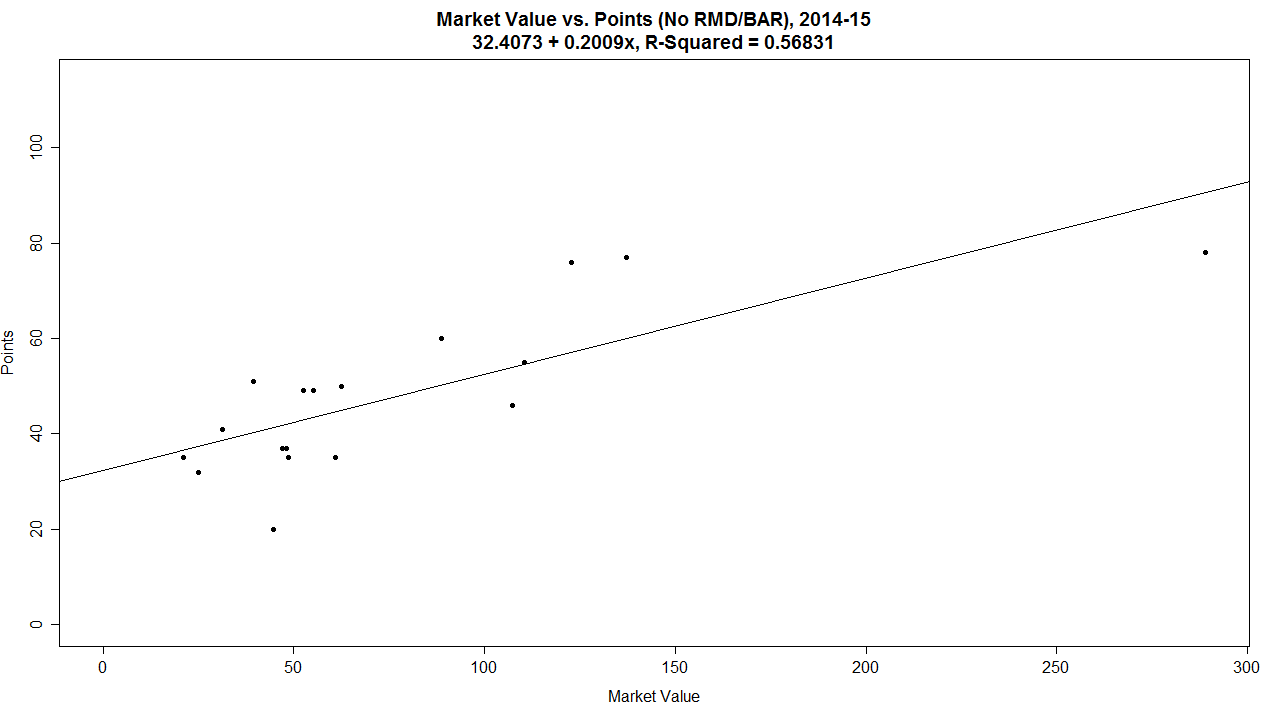 Market Value vs. Points (No RMD/BAR), 2014-15
32.4073 + 0.2009x, R-Squared = 0.56831
Points
100
80
60
40
20
0
0 50 100 150 200 250 300
Market Value